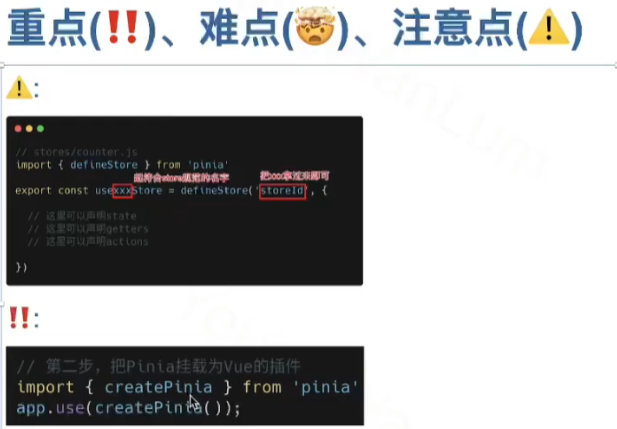 重点(‼️)、难点(🤯)、注意点(⚠️)
⚠️:
// stores/counter.js
import { defineStore } from 'pinia'
起符合store规范的名字 把xxx拿过来即可
export const usexxxStore = defineStore('storeId', {
// 这里可以声明state
// 这里可以声明getters
// 这里可以声明actions
})
‼️:
// 第二步，把Pinia挂载为Vue的插件
import { createPinia } from 'pinia'
app.use(createPinia());